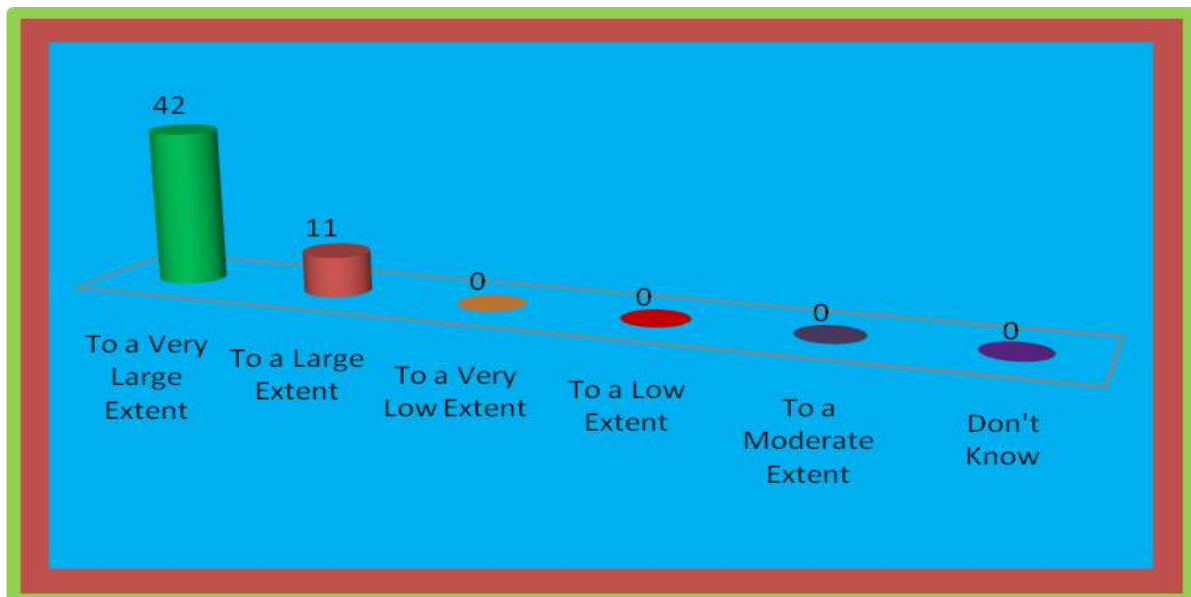 42
11
0
0
0
0
To a Very
Large
Extent
To a Large
Extent
To a Very
Low Extent
To a Low
Extent
To a
Moderate
Extent
Don't
Know